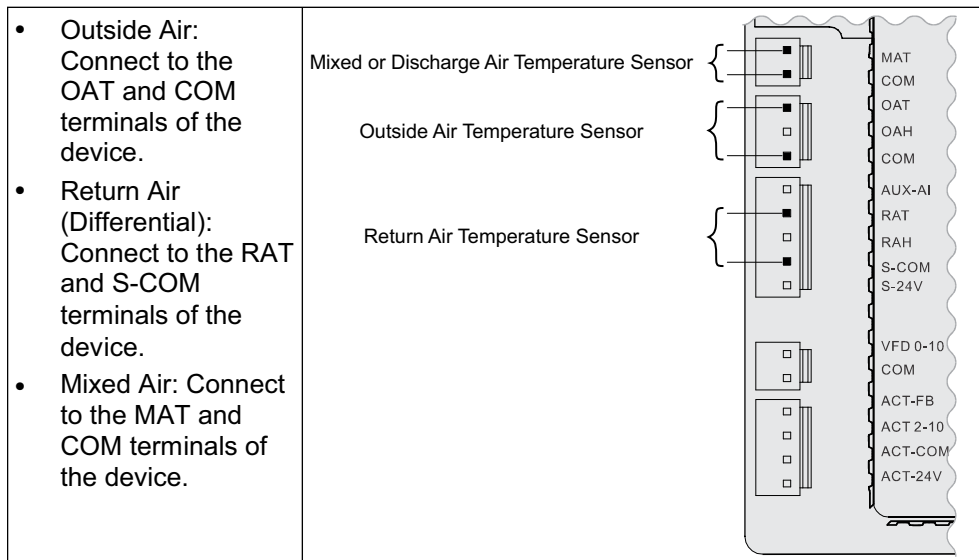 • Outside Air:
Connect to the
OAT and COM
terminals of the
device.
• Return Air
(Differential):
Connect to the RAT
and S-COM
terminals of the
device.
• Mixed Air: Connect
to the MAT and
COM terminals of
the device.
Mixed or Discharge Air Temperature Sensor
Outside Air Temperature Sensor
Return Air Temperature Sensor
MAT
COM
OAT
OAH
COM
AUX-AI
RAT
RAH
S-COM
S-24V
VFD 0-10
COM
ACT-FB
ACT 2-10
ACT-COM
ACT-24V